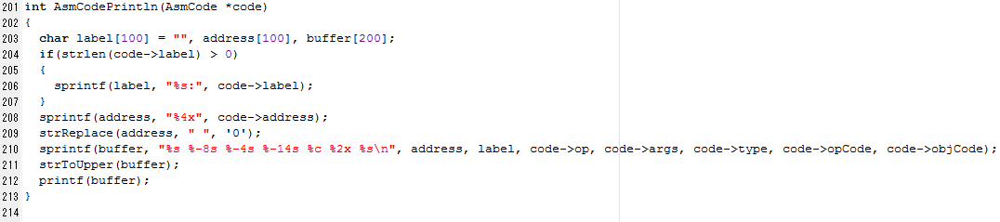 201 int AsmCodePrintln(AsmCode *code)
202 {
203   char label[100] = "", address[100], buffer[200];
204   if(strlen(code->label) > 0)
205   {
206     sprintf(label, "%s:", code->label);
207   }
208   sprintf(address, "%4x", code->address);
209   strReplace(address, " ", '0');
210   sprintf(buffer, "%s %-8s %-4s %-14s %c %2x %s\n", address, label, code->op, code->args, code->type, code->opCode, code->objCode);
211   strToUpper(buffer);
212   printf(buffer);
213 }
214